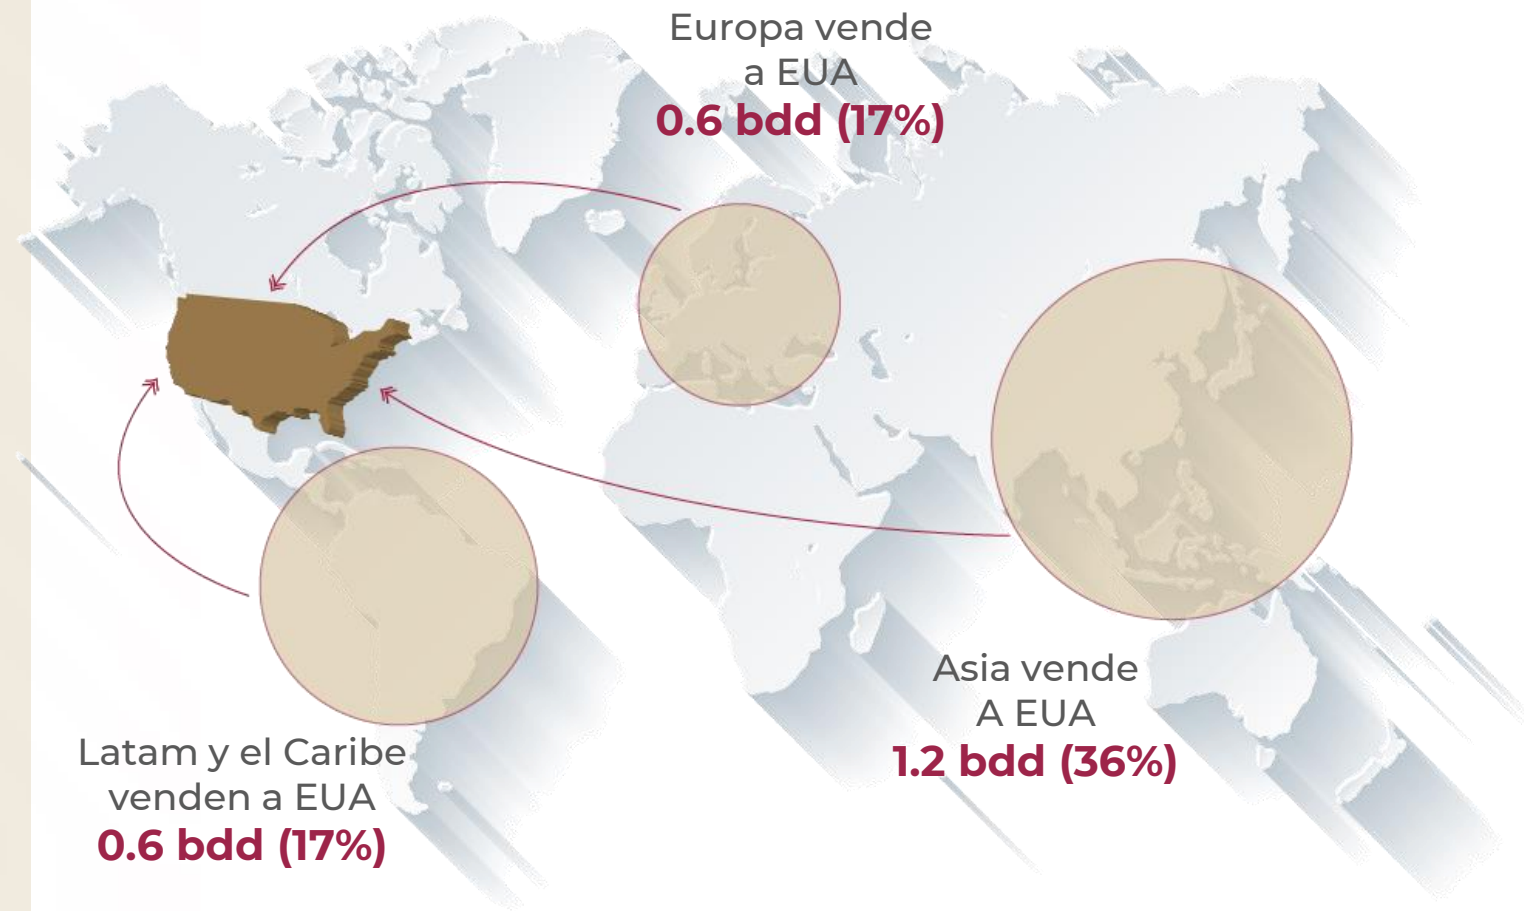 Europa vende
a EUA
0.6 bdd (17%)
Asia vende
A EUA
1.2 bdd (36%)
Latam y el Caribe
venden a EUA
0.6 bdd (17%)